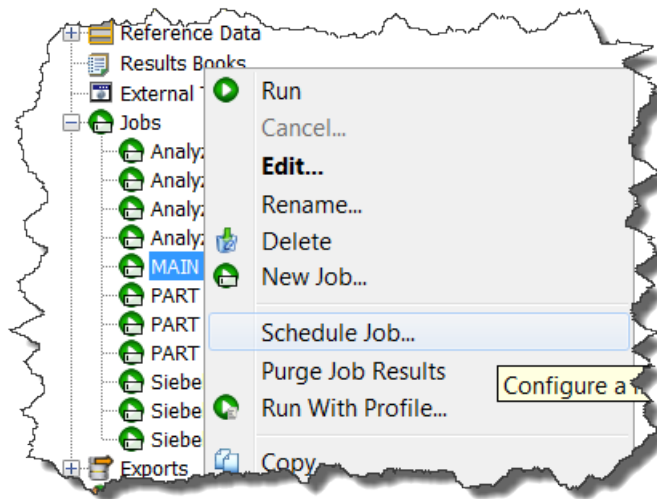 Reference Data
Results Books
External
Jobs
Analy
Analy
Analy
Analy
MAIN
PART
PART
PART
Siebe
Siebe
Siebe
Exports
Run
Cancel...
Edit...
Rename...
Delete
New Job...
Schedule Job...
Purge Job Results
Configure a
Run With Profile...
Copy